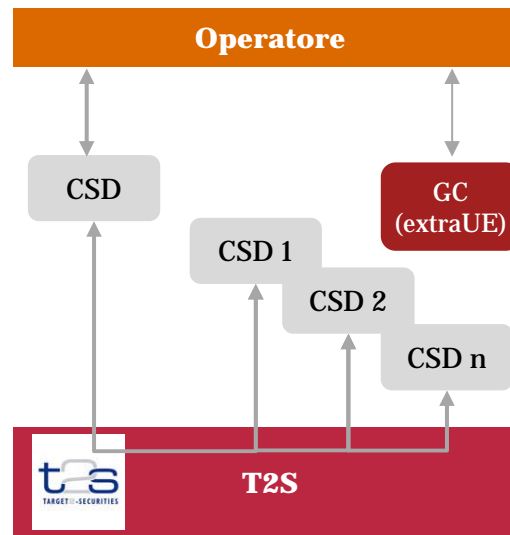 Operatore
CSD
GC
(extraUE)
CSD 1
CSD 2
CSD n
t2s
TARGET2-SECURITIES
T2S